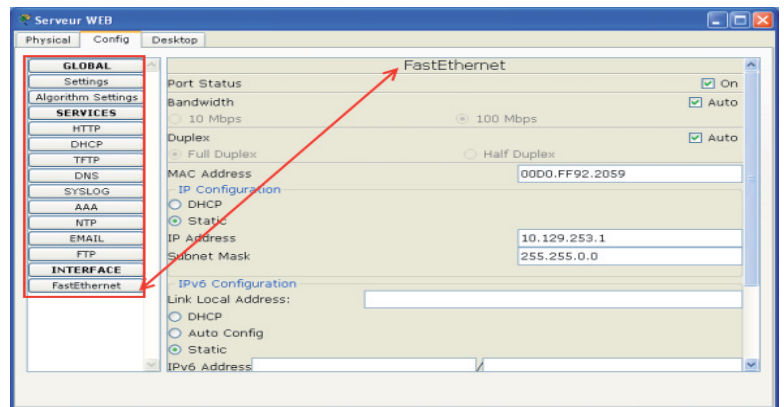 Serveur WEB
Physical Config Desktop
GLOBAL
Settings
Algorithm Settings
SERVICES
HTTP
DHCP
TFTP
DNS
SYSLOG
AAA
NTP
EMAIL
FTP
INTERFACE
FastEthernet
FastEthernet
Port Status On
Bandwidth Auto
10 Mbps 100 Mbps
Duplex Auto
Full Duplex Half Duplex
MAC Address 00D0.FF92.2059
IP Configuration
DHCP
Static
IP Address 10.129.253.1
Subnet Mask 255.255.0.0
IPv6 Configuration
Link Local Address:
DHCP
Auto Config
Static
IPv6 Address /